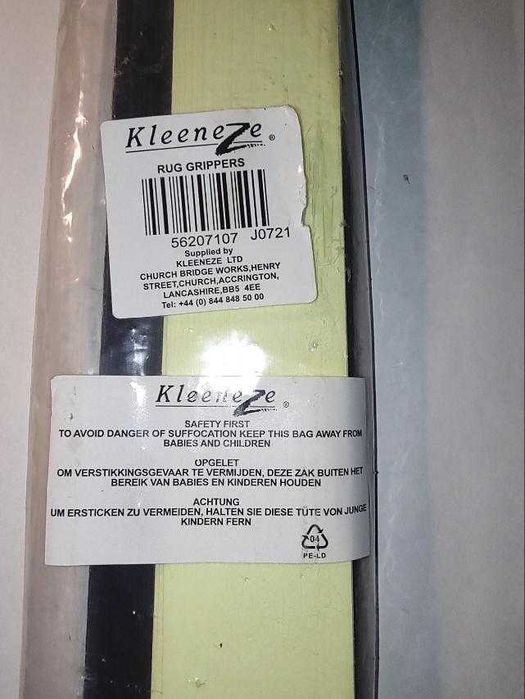 Kleeneze®
RUG GRIPPERS
56207107 J0721
Supplied by
KLEENEZE LTD
CHURCH BRIDGE WORKS,HENRY
STREET,CHURCH,ACCRINGTON,
LANCASHIRE,BB5 4EE
Tel: +44 (0) 844 848 50 00
Kleeneze®
SAFETY FIRST
TO AVOID DANGER OF SUFFOCATION KEEP THIS BAG AWAY FROM
BABIES AND CHILDREN
OPGELET
OM VERSTIKKINGSGEVAAR TE VERMIJDEN, DEZE ZAK BUITEN HET
BEREIK VAN BABIES EN KINDEREN HOUDEN
ACHTUNG
UM ERSTICKEN ZU VERMEIDEN, HALTEN SIE DIESE TÜTE VON JUNGE
KINDERN FERN
04
PE-LD